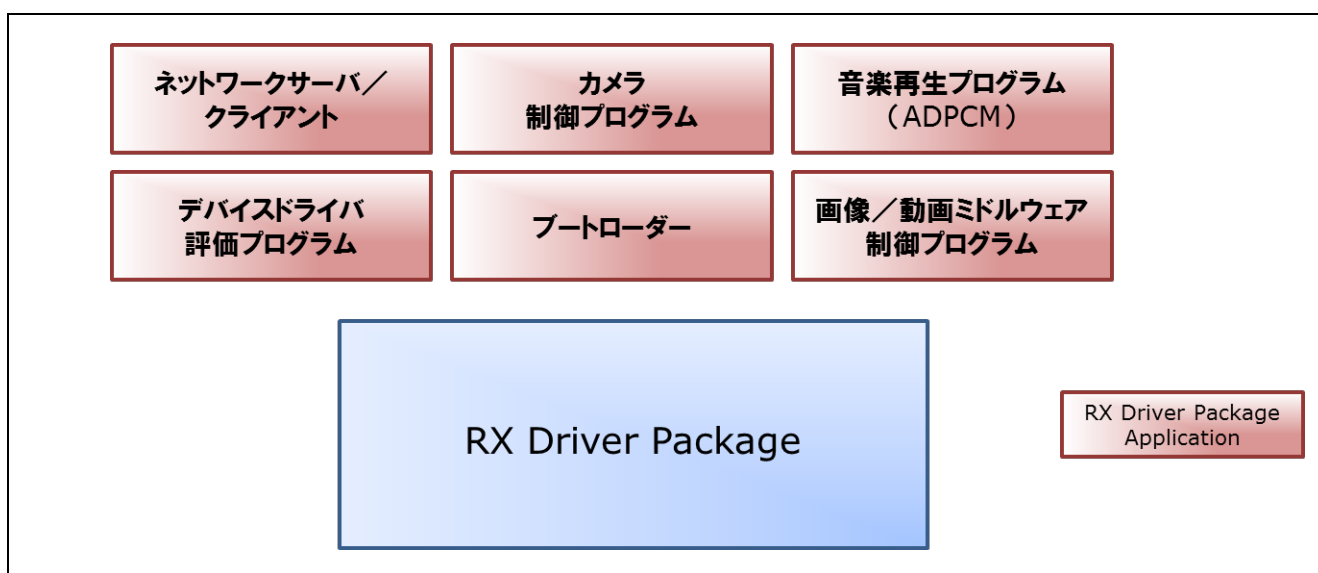 ネットワークサーバ／
クライアント
カメラ
制御プログラム
音楽再生プログラム
（ADPCM）
デバイスドライバ
評価プログラム
ブートローダー
画像／動画ミドルウェア
制御プログラム
RX Driver Package
RX Driver Package
Application